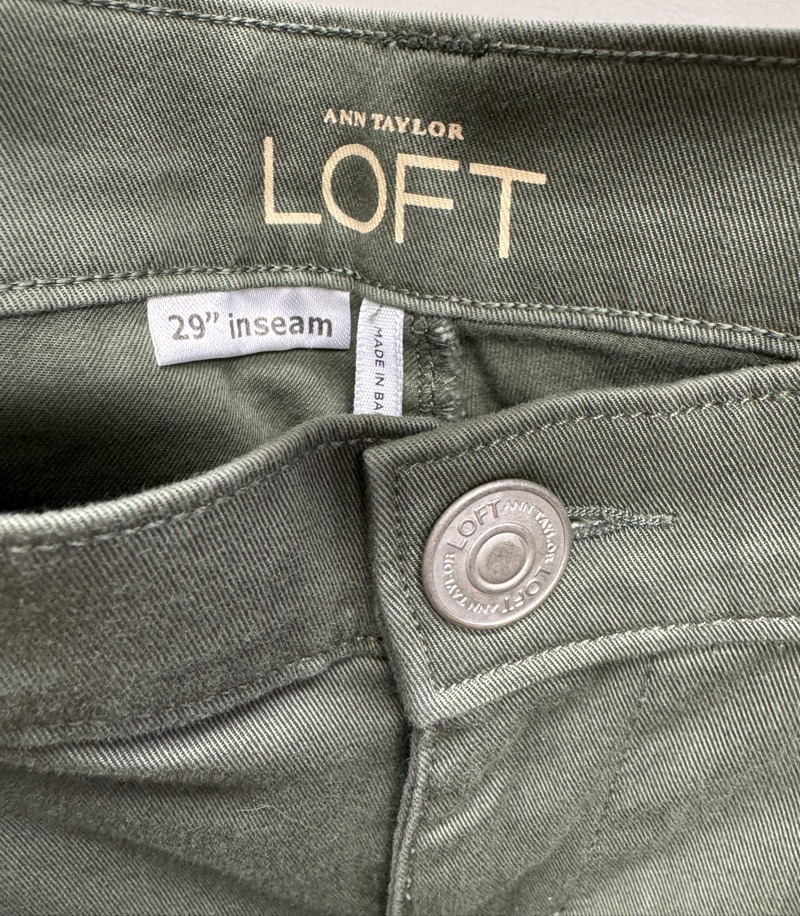 ANN TAYLOR
LOFT
29" inseam
MADE IN BA
LOFT ANN TAYLOR LOFT ANN TAYLOR